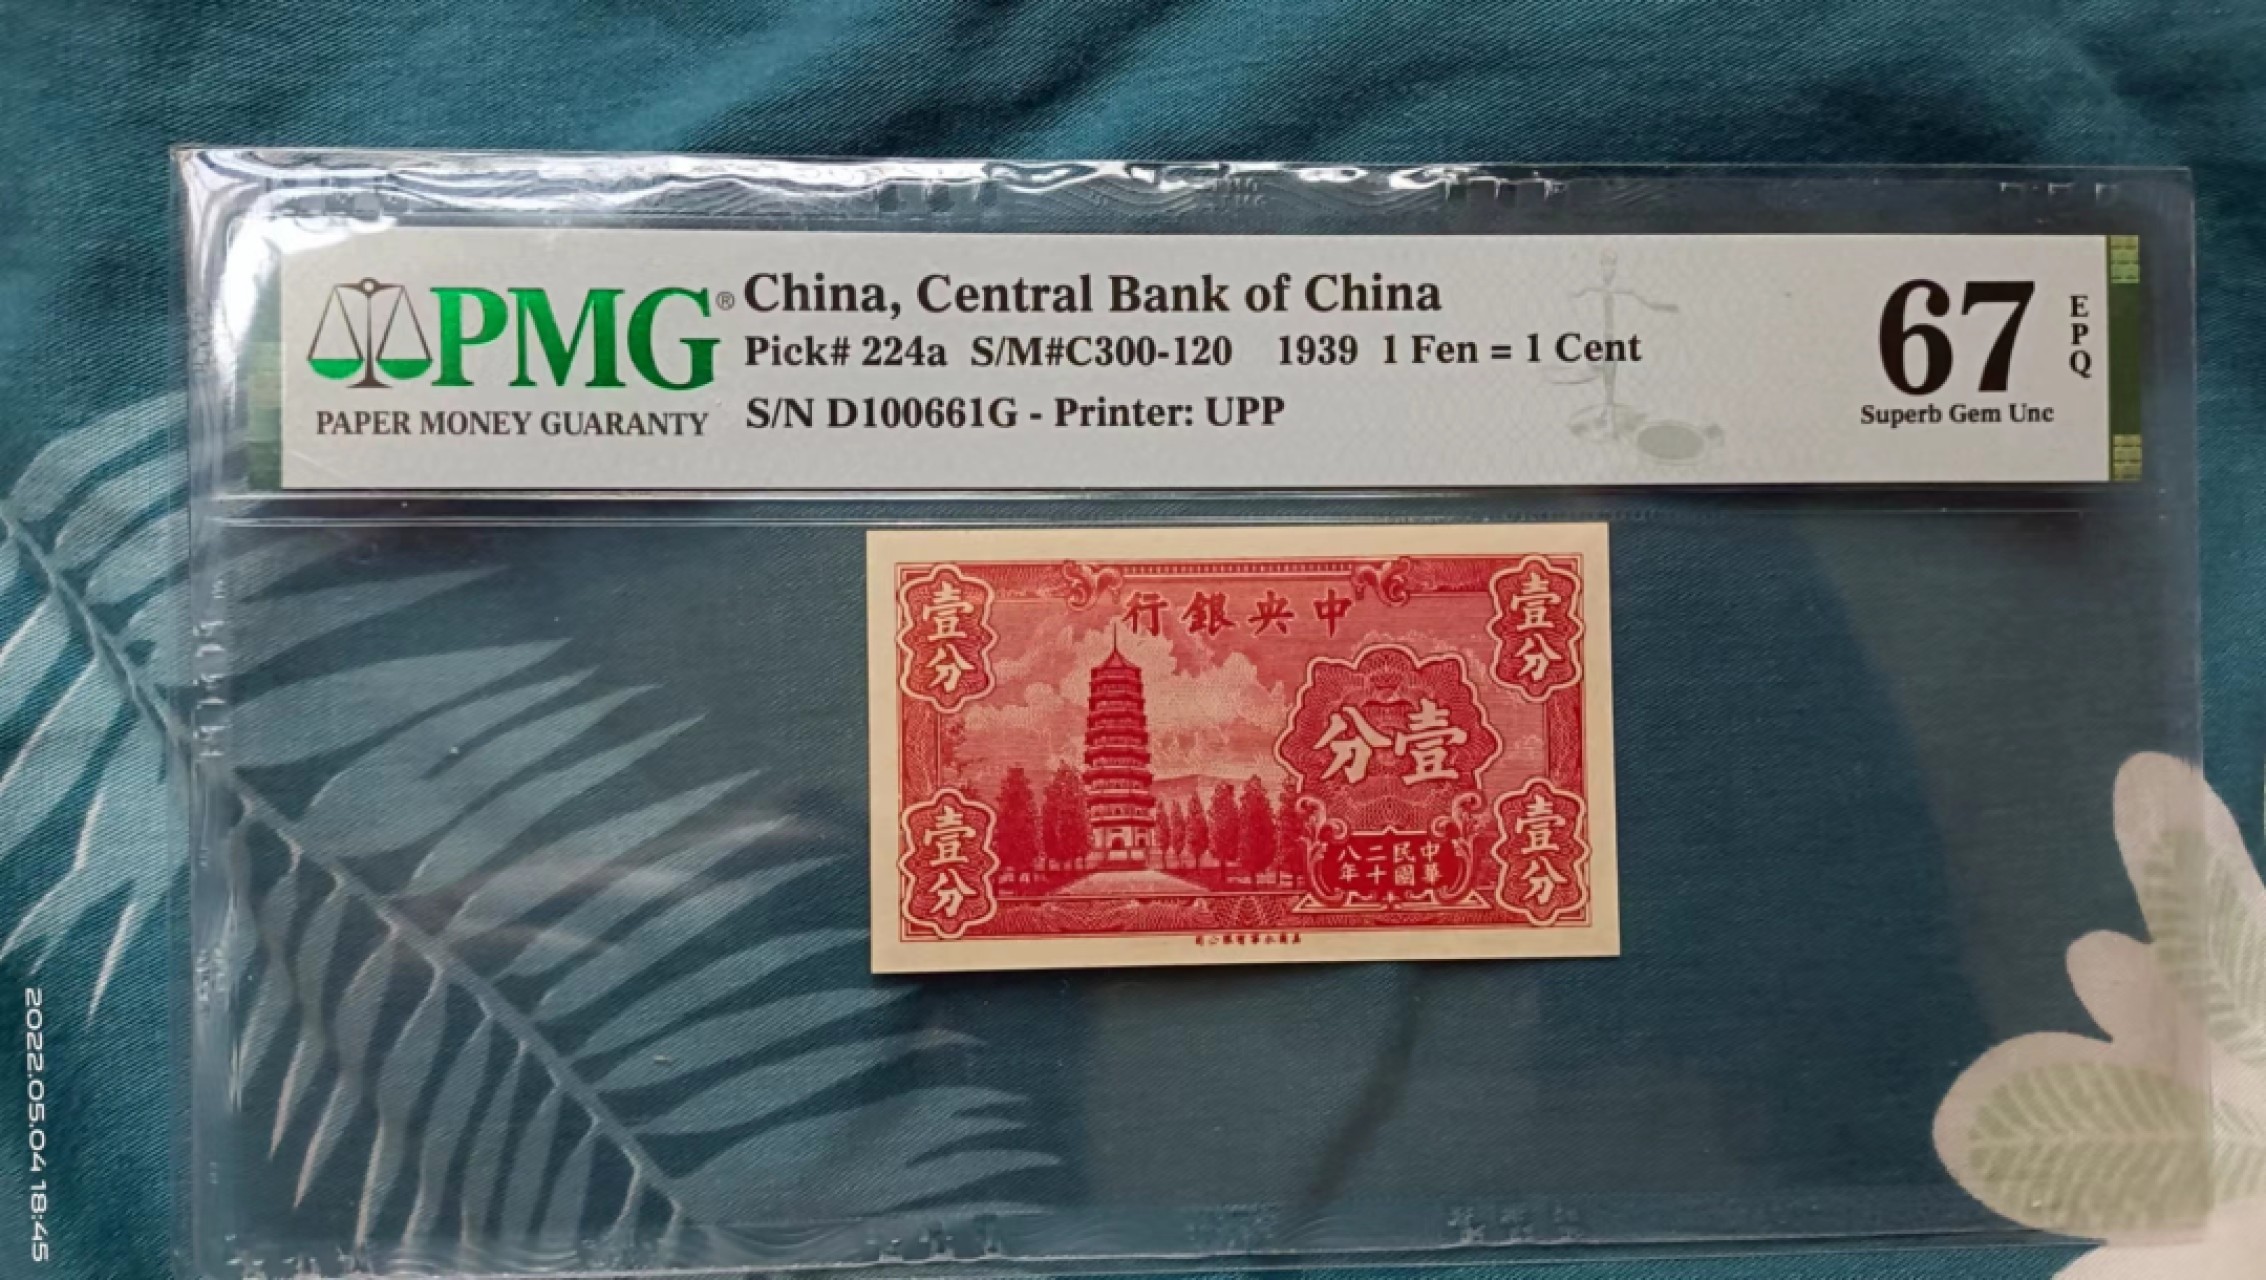 PMG®
PAPER MONEY GUARANTY
China, Central Bank of China
Pick# 224a S/M#C300-120 1939 1 Fen = 1 Cent
S/N D100661G - Printer: UPP
67
EPQ
Superb Gem Unc
行銀央中
壹分
壹分
分壹
壹分
壹分
八二民中
年十國華
2022.05.04 18:45